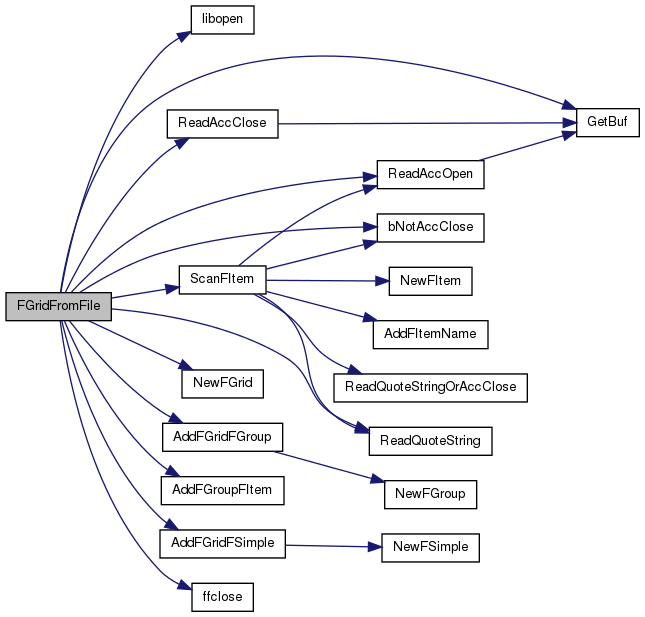 libopen
ReadAccClose
GetBuf
ReadAccOpen
bNotAccClose
ScanFItem
NewFItem
FGridFromFile
AddFItemName
NewFGrid
ReadQuoteStringOrAccClose
AddFGridFGroup
ReadQuoteString
AddFGroupFItem
NewFGroup
AddFGridFSimple
NewFSimple
ffclose